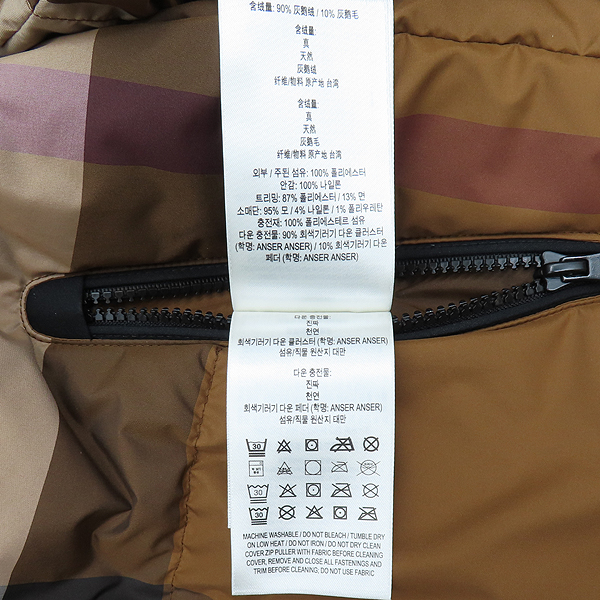 含绒量: 90% 灰鹅绒 / 10% 灰鹅毛
含绒量:
真
天然
灰鹅绒
纤维/物料 原产地 台湾
含绒量:
真
天然
灰鹅毛
纤维/物料 原产地 台湾
외부 / 주된 섬유: 100% 폴리에스터
안감: 100% 나일론
트리밍: 87% 폴리에스터 / 13% 면
소매단: 95% 모 / 4% 나일론 / 1% 폴리우레탄
충전재: 100% 폴리에스테르 섬유
다운 충전물: 90% 회색기러기 다운 클러스터
(학명: ANSER ANSER) / 10% 회색기러기 다운
페더 (학명: ANSER ANSER)
다운 충전물:
진짜
천연
회색기러기 다운 클러스터 (학명: ANSER ANSER)
섬유/직물 원산지 대만
다운 충전물:
진짜
천연
회색기러기 다운 페더 (학명: ANSER ANSER)
섬유/직물 원산지 대만
30
30
30
MACHINE WASHABLE / DO NOT BLEACH / TUMBLE DRY
ON LOW HEAT / DO NOT IRON / DO NOT DRY CLEAN
COVER ZIP PULLER WITH FABRIC BEFORE CLEANING
COVER, REMOVE AND CLOSE ALL FASTENINGS AND
TRIM BEFORE CLEANING; DO NOT USE FABRIC